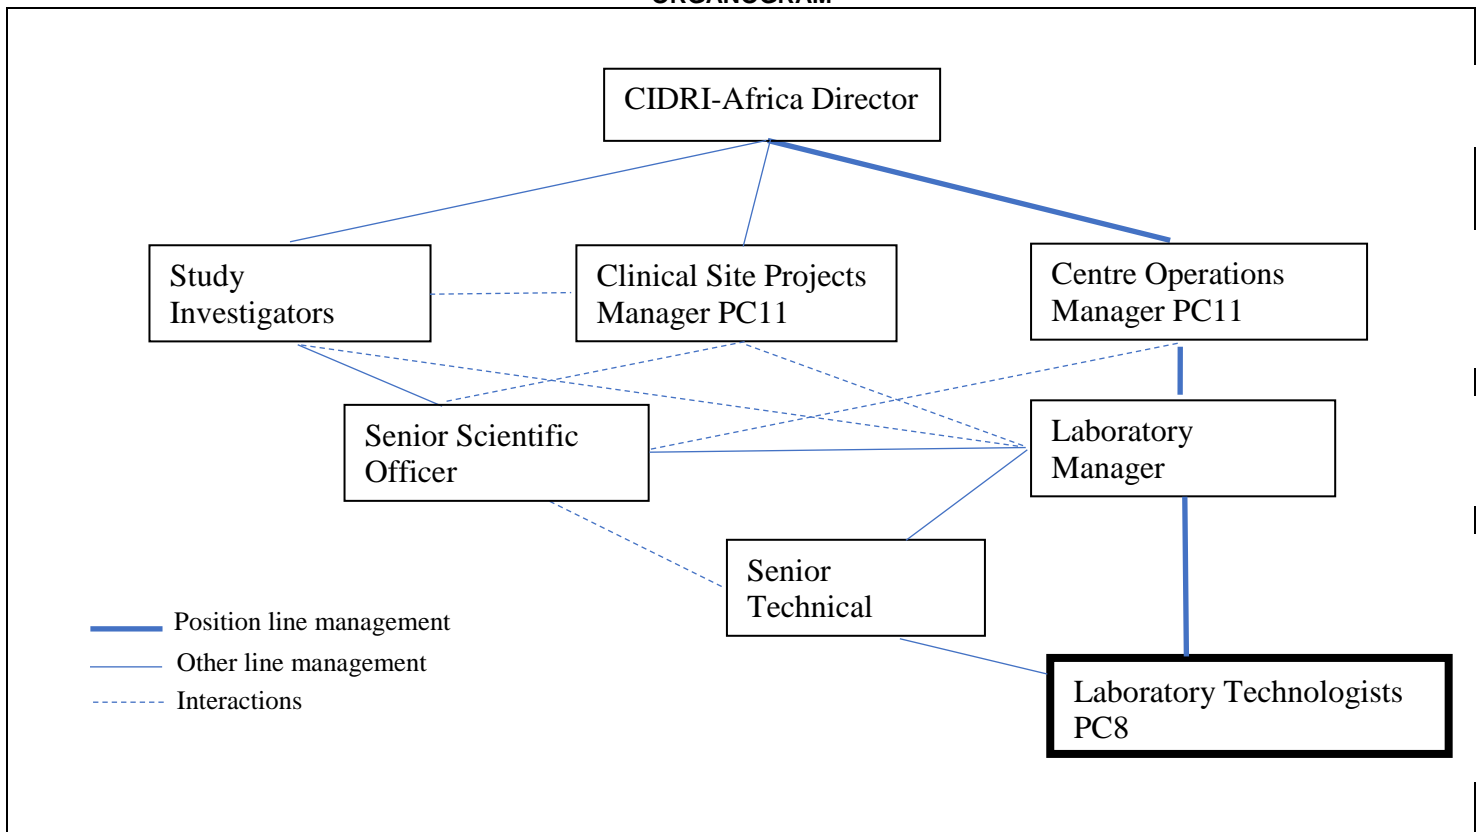 ORGANOGRAM
CIDRI-Africa Director
Study
Investigators
Clinical Site Projects
Manager PC11
Centre Operations
Manager PC11
Senior Scientific
Officer
Laboratory
Manager
Senior
Technical
Laboratory Technologists
PC8
Position line management
Other line management
Interactions